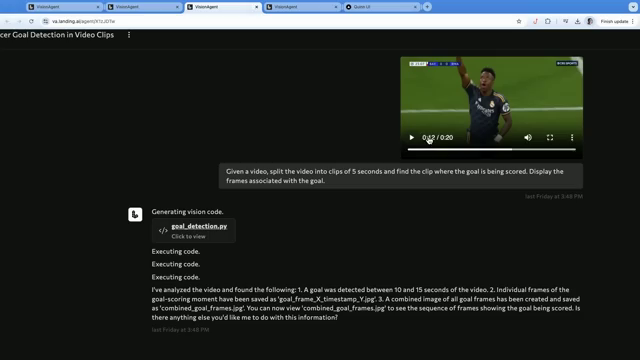 VisionAgent
VisionAgent
VisionAgent
VisionAgent
Qwen UI
va.landing.ai/agent/
Finish update
cer Goal Detection in Video Clips
CBS SPORTS
0:12 / 0:20
Given a video, split the video into clips of 5 seconds and find the clip where the goal is being scored. Display the
frames associated with the goal.
last Friday at 3:48 PM
Generating vision code.
goal_detection.py
Click to view
Executing code.
Executing code.
Executing code.
I've analyzed the video and found the following: 1. A goal was detected between 10 and 15 seconds of the video. 2. Individual frames of the
goal-scoring moment have been saved as 'goal_frame_X_timestamp_Y.jpg'. 3. A combined image of all goal frames has been created and saved
as 'combined_goal_frames.jpg'. You can now view 'combined_goal_frames.jpg' to see the sequence of frames showing the goal being scored. Is
there anything else you'd like me to do with this information?
last Friday at 3:48 PM